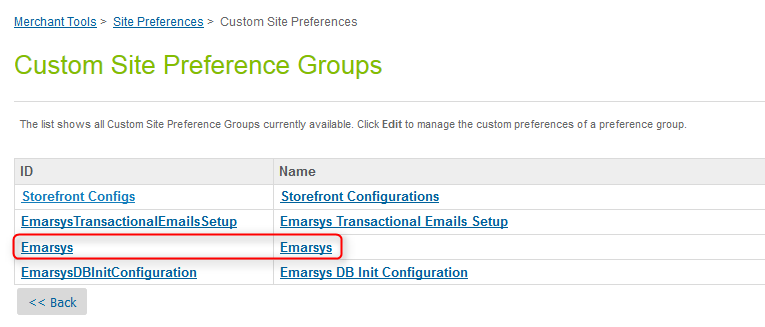 Merchant Tools > Site Preferences > Custom Site Preferences
Custom Site Preference Groups
The list shows all Custom Site Preference Groups currently available. Click Edit to manage the custom preferences of a preference group.
ID Name
Storefront Configs Storefront Configurations
EmarsysTransactionalEmailsSetup Emarsys Transactional Emails Setup
Emarsys Emarsys
EmarsysDBInitConfiguration Emarsys DB Init Configuration
<< Back